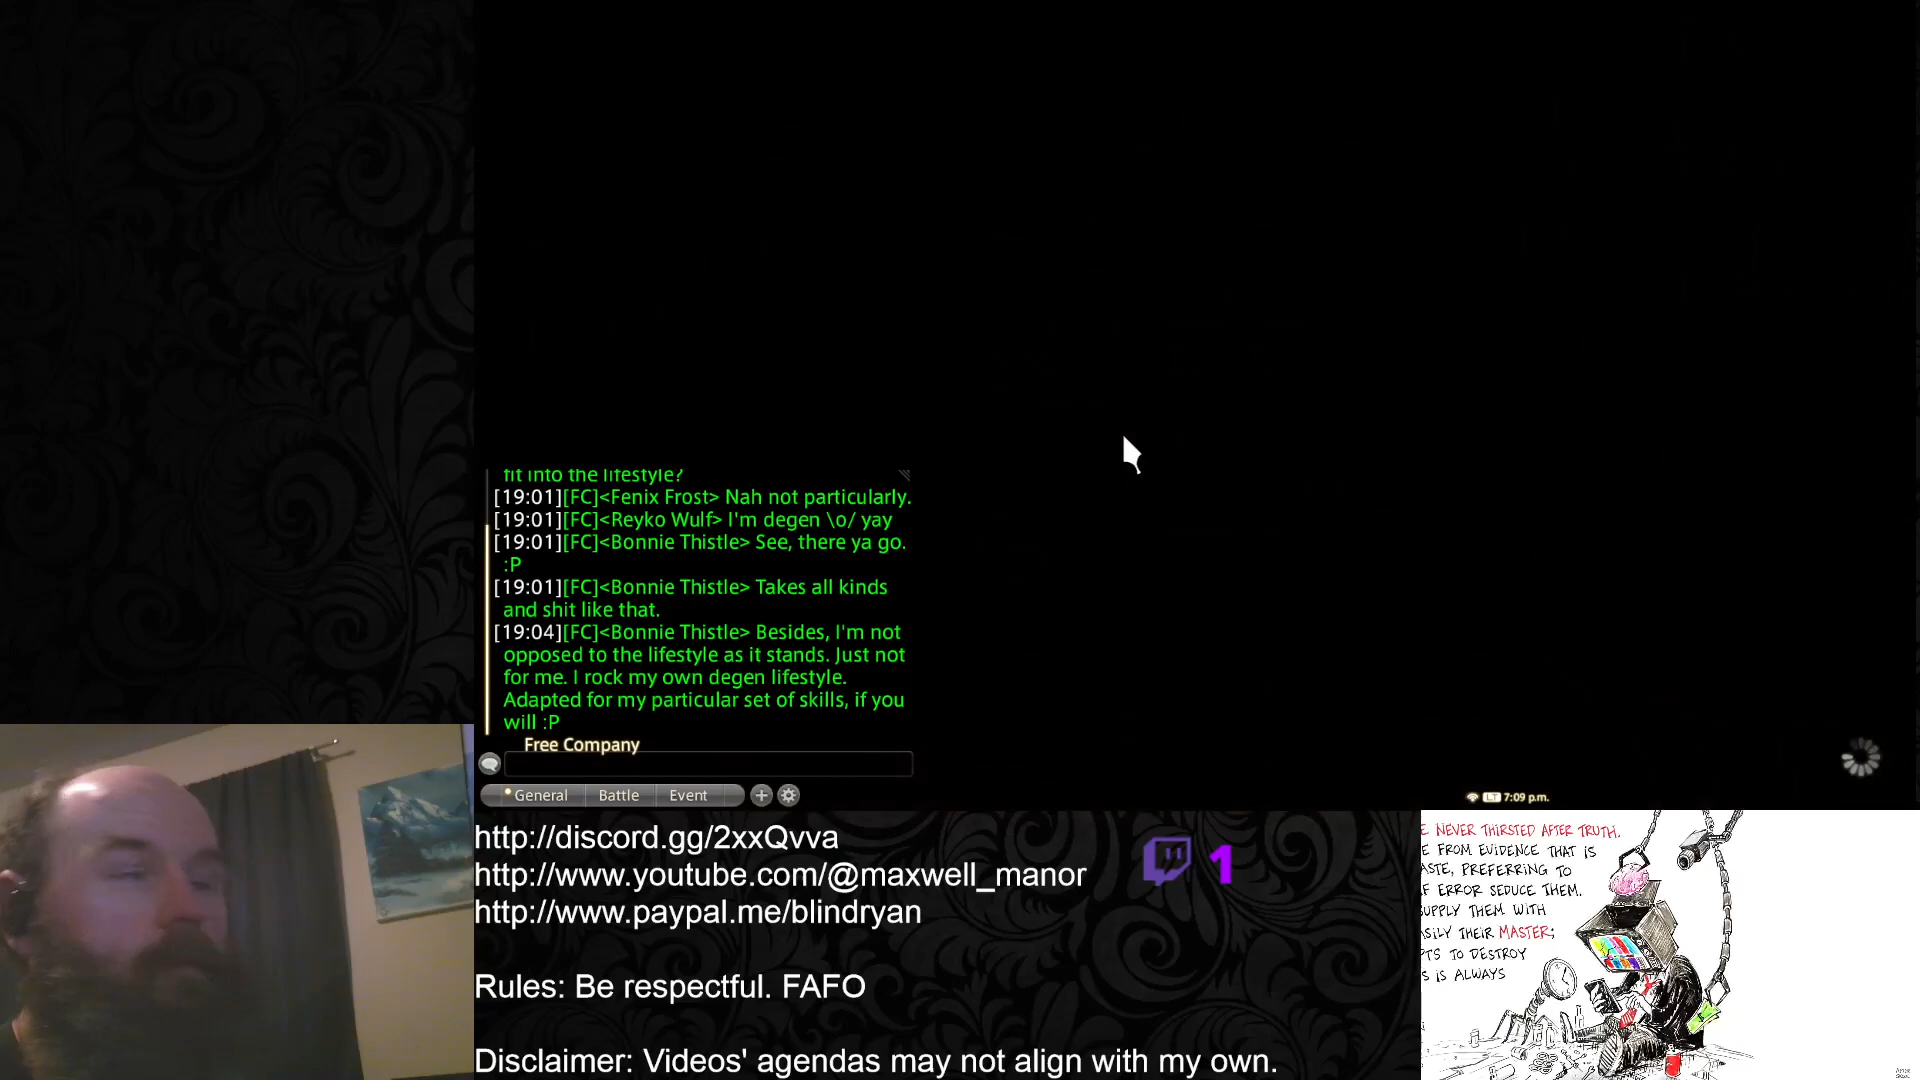 fit into the lifestyle?
[19:01][FC]<Fenix Frost> Nah not particularly.
[19:01][FC]<Reyko Wulf> I'm degen \o/ yay
[19:01][FC]<Bonnie Thistle> See, there ya go.
:P
[19:01][FC]<Bonnie Thistle> Takes all kinds
and shit like that.
[19:04][FC]<Bonnie Thistle> Besides, I'm not
opposed to the lifestyle as it stands. Just not
for me. I rock my own degen lifestyle.
Adapted for my particular set of skills, if you
will :P
Free Company
General Battle Event
LT 7:09 p.m.
http://discord.gg/2xxQvva
http://www.youtube.com/@maxwell_manor
http://www.paypal.me/blindryan
1
Rules: Be respectful. FAFO
Disclaimer: Videos' agendas may not align with my own.
E NEVER THIRSTED AFTER TRUTH.
E FROM EVIDENCE THAT IS
ASTE, PREFERRING TO
F ERROR SEDUCE THEM.
SUPPLY THEM WITH
ASILY THEIR MASTER;
PTS TO DESTROY
S IS ALWAYS